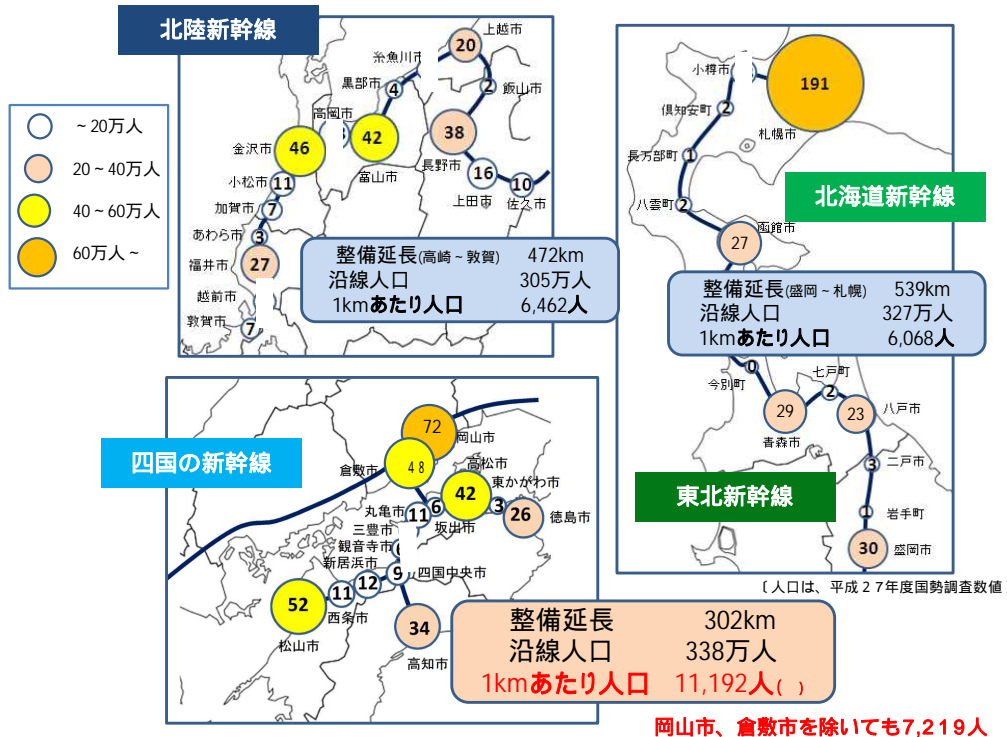 北陸新幹線
~20万人
20~40万人
40~60万人
60万人~
上越市
20
糸魚川市
黒部市
4
2
飯山市
高岡市
42
富山市
38
長野市
16
上田市
10
佐久市
金沢市
46
小松市
11
加賀市
7
あわら市
3
福井市
27
越前市
敦賀市
7
整備延長(高崎~敦賀) 472km
沿線人口 305万人
1kmあたり人口 6,462人
小樽市
191
札幌市
倶知安町
2
長万部町
1
八雲町
2
北海道新幹線
函館市
27
整備延長(盛岡~札幌) 539km
沿線人口 327万人
1kmあたり人口 6,068人
今別町
0
七戸町
2
29
青森市
23
八戸市
3
二戸市
1
岩手町
30
盛岡市
東北新幹線
〔人口は、平成27年度国勢調査数値
四国の新幹線
72
岡山市
倉敷市
48
高松市
42
東かがわ市
3
26
徳島市
丸亀市
11
6
坂出市
三豊市
観音寺市
新居浜市
9
四国中央市
12
11
西条市
52
松山市
34
高知市
整備延長 302km
沿線人口 338万人
1kmあたり人口 11,192人( )
岡山市、倉敷市を除いても7,219人